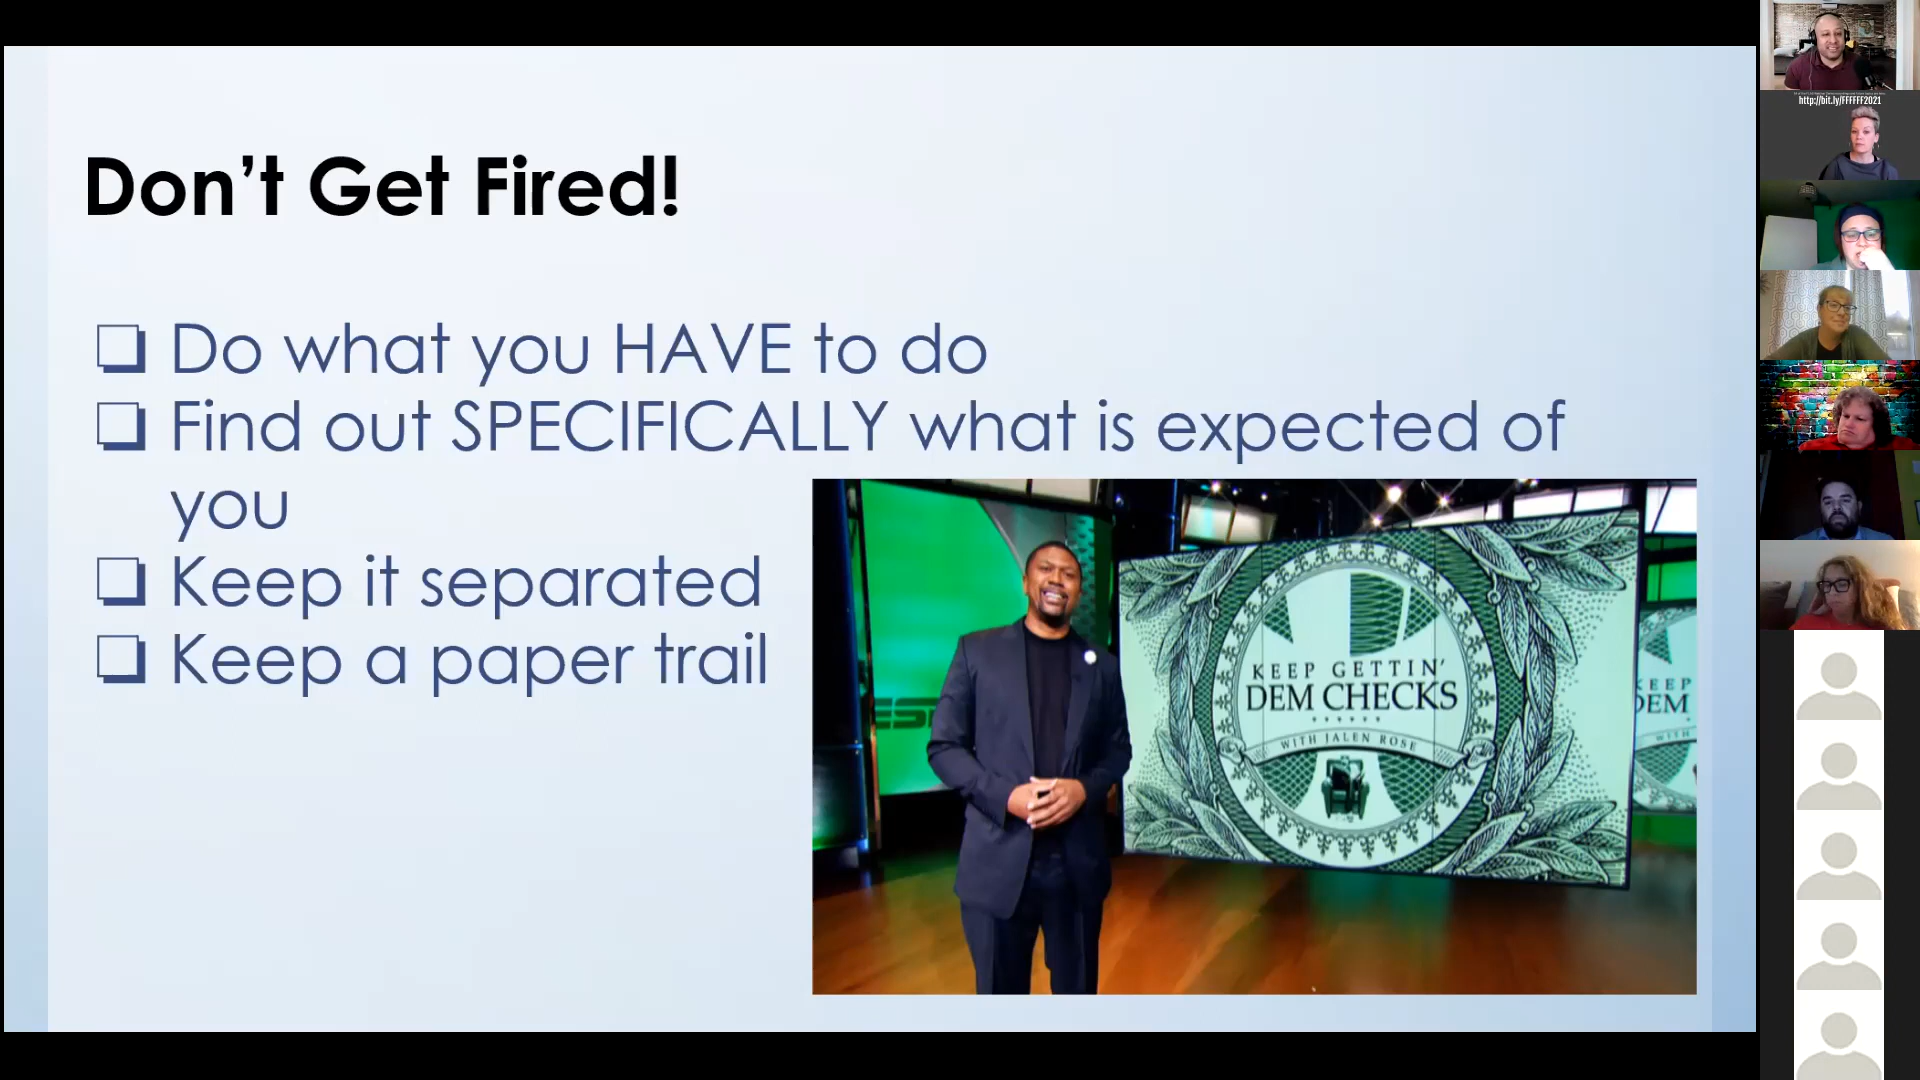 Don’t Get Fired!
❑ Do what you HAVE to do
❑ Find out SPECIFICALLY what is expected of
you
❑ Keep it separated
❑ Keep a paper trail
KEEP GETTIN’
DEM CHECKS
WITH JALEN ROSE
KEEP
DEM
WITH
http://bit.ly/FFFFFF2021